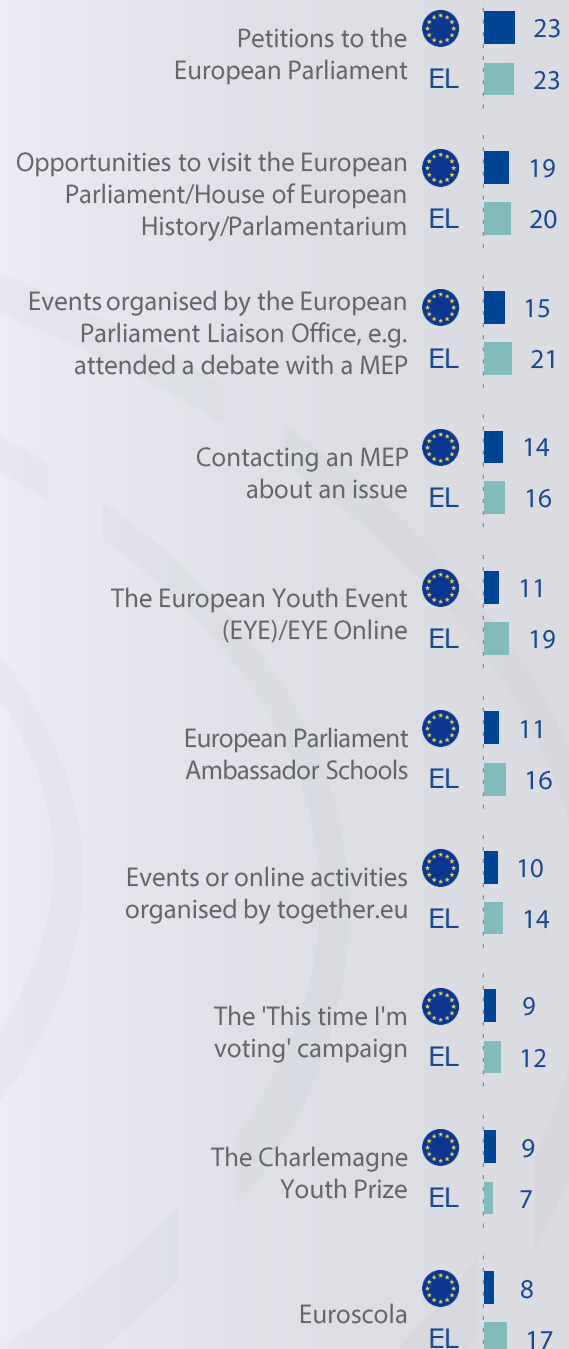 Petitions to the
European Parliament
23
EL 23
Opportunities to visit the European
Parliament/House of European
History/Parlamentarium
19
EL 20
Events organised by the European
Parliament Liaison Office, e.g.
attended a debate with a MEP
15
EL 21
Contacting an MEP
about an issue
14
EL 16
The European Youth Event
(EYE)/EYE Online
11
EL 19
European Parliament
Ambassador Schools
11
EL 16
Events or online activities
organised by together.eu
10
EL 14
The 'This time I'm
voting' campaign
9
EL 12
The Charlemagne
Youth Prize
9
EL 7
Euroscola
8
EL 17